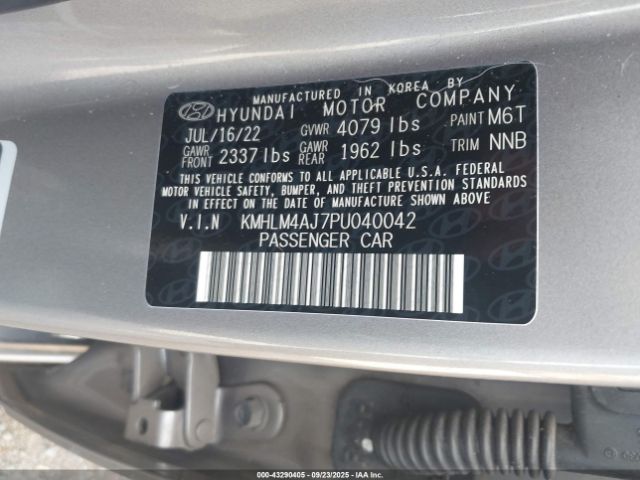 MANUFACTURED IN KOREA BY
HYUNDAI MOTOR COMPANY
JUL/16/22 GVWR 4079 lbs PAINT M6T
GAWR FRONT 2337 lbs GAWR REAR 1962 lbs TRIM NNB
THIS VEHICLE CONFORMS TO ALL APPLICABLE U.S.A. FEDERAL
MOTOR VEHICLE SAFETY, BUMPER, AND THEFT PREVENTION STANDARDS
IN EFFECT ON THE DATE OF MANUFACTURE SHOWN ABOVE
V.I.N KMHLM4AJ7PU040042
PASSENGER CAR
000-43290405 - 09/23/2025 - IAAI.COM